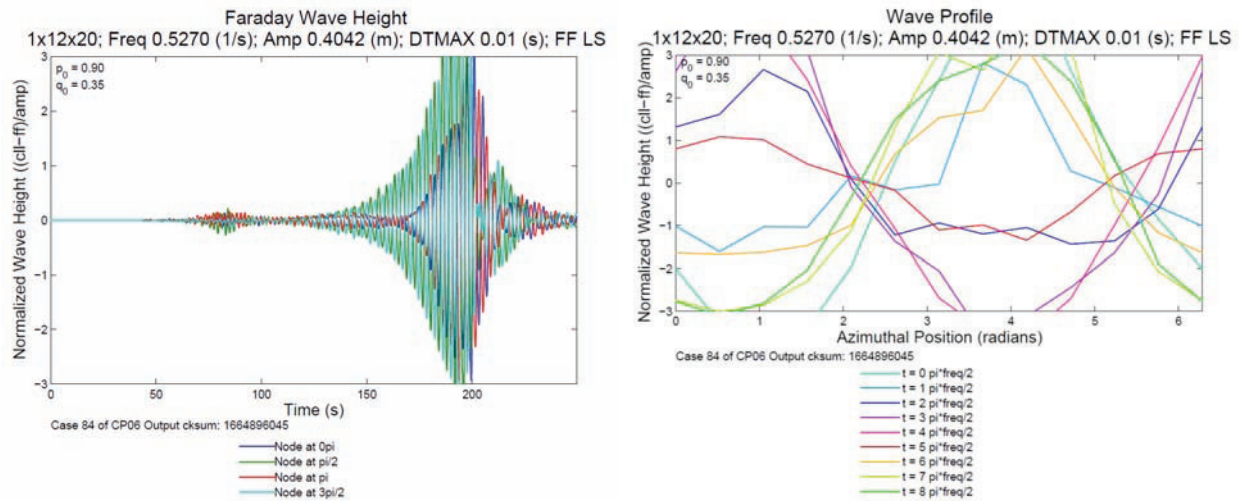 Faraday Wave Height
1x12x20; Freq 0.5270 (1/s); Amp 0.4042 (m); DTMAX 0.01 (s); FF LS
p_0 = 0.90
q_0 = 0.35
Normalized Wave Height ((cll-ff)/amp)
3
2
1
0
−1
−2
−3
0 50 100 150 200
Time (s)
Case 84 of CP06 Output cksum: 1664896045
Node at 0pi
Node at pi/2
Node at pi
Node at 3pi/2
Wave Profile
1x12x20; Freq 0.5270 (1/s); Amp 0.4042 (m); DTMAX 0.01 (s); FF LS
p_0 = 0.90
q_0 = 0.35
Normalized Wave Height ((cll-ff)/amp)
3
2
1
0
−1
−2
−3
0 1 2 3 4 5 6
Azimuthal Position (radians)
Case 84 of CP06 Output cksum: 1664896045
t = 0 pi*freq/2
t = 1 pi*freq/2
t = 2 pi*freq/2
t = 3 pi*freq/2
t = 4 pi*freq/2
t = 5 pi*freq/2
t = 6 pi*freq/2
t = 7 pi*freq/2
t = 8 pi*freq/2